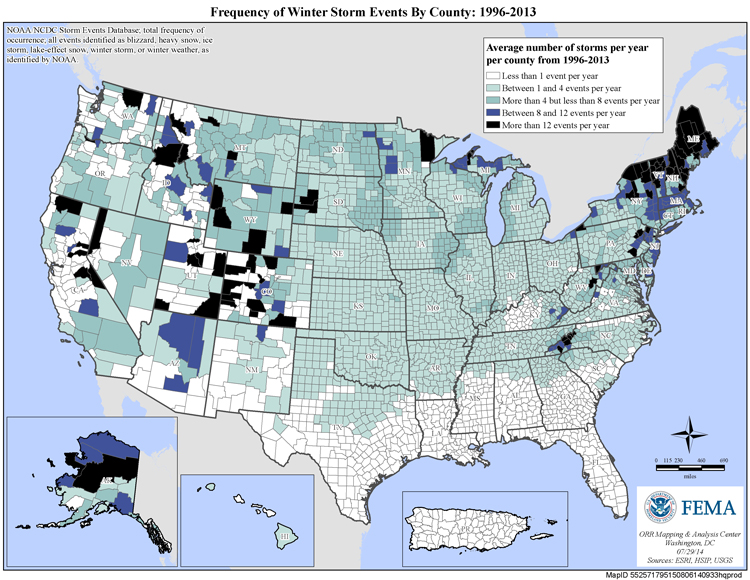 Frequency of Winter Storm Events By County: 1996-2013
NOAA NCDC Storm Events Database; total frequency of
occurrence, all events identified as blizzard, heavy snow, ice
storm, lake-effect snow, winter storm, or winter weather, as
identified by NOAA.
Average number of storms per year
per county from 1996-2013
Less than 1 event per year
Between 1 and 4 events per year
More than 4 but less than 8 events per year
Between 8 and 12 events per year
More than 12 events per year
WA
MT
ND
MN
ME
VT
NH
OR
ID
SD
WI
MI
MI
NY
MA
CT
RI
WY
IA
PA
NJ
NE
NV
UT
CO
IL
IN
OH
MD
DE
CA
WV
VA
KS
MO
KY
AZ
NM
OK
AR
TN
NC
SC
TX
MS
AL
GA
FL
HI
PR
0 115 230 460 690
miles
FEMA
ORR Mapping & Analysis Center
Washington, DC
07/29/14
Sources: ESRI, HSIP, USGS
MapID 552571795150806140933hqprod